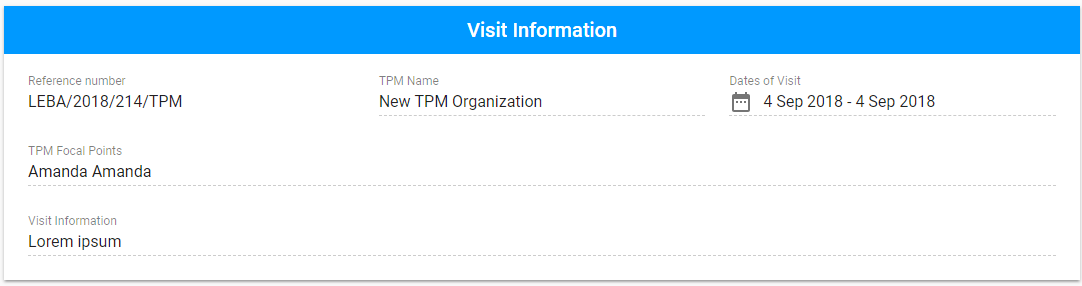 Visit Information
Reference number
LEBA/2018/214/TPM
TPM Name
New TPM Organization
Dates of Visit
4 Sep 2018 - 4 Sep 2018
TPM Focal Points
Amanda Amanda
Visit Information
Lorem ipsum